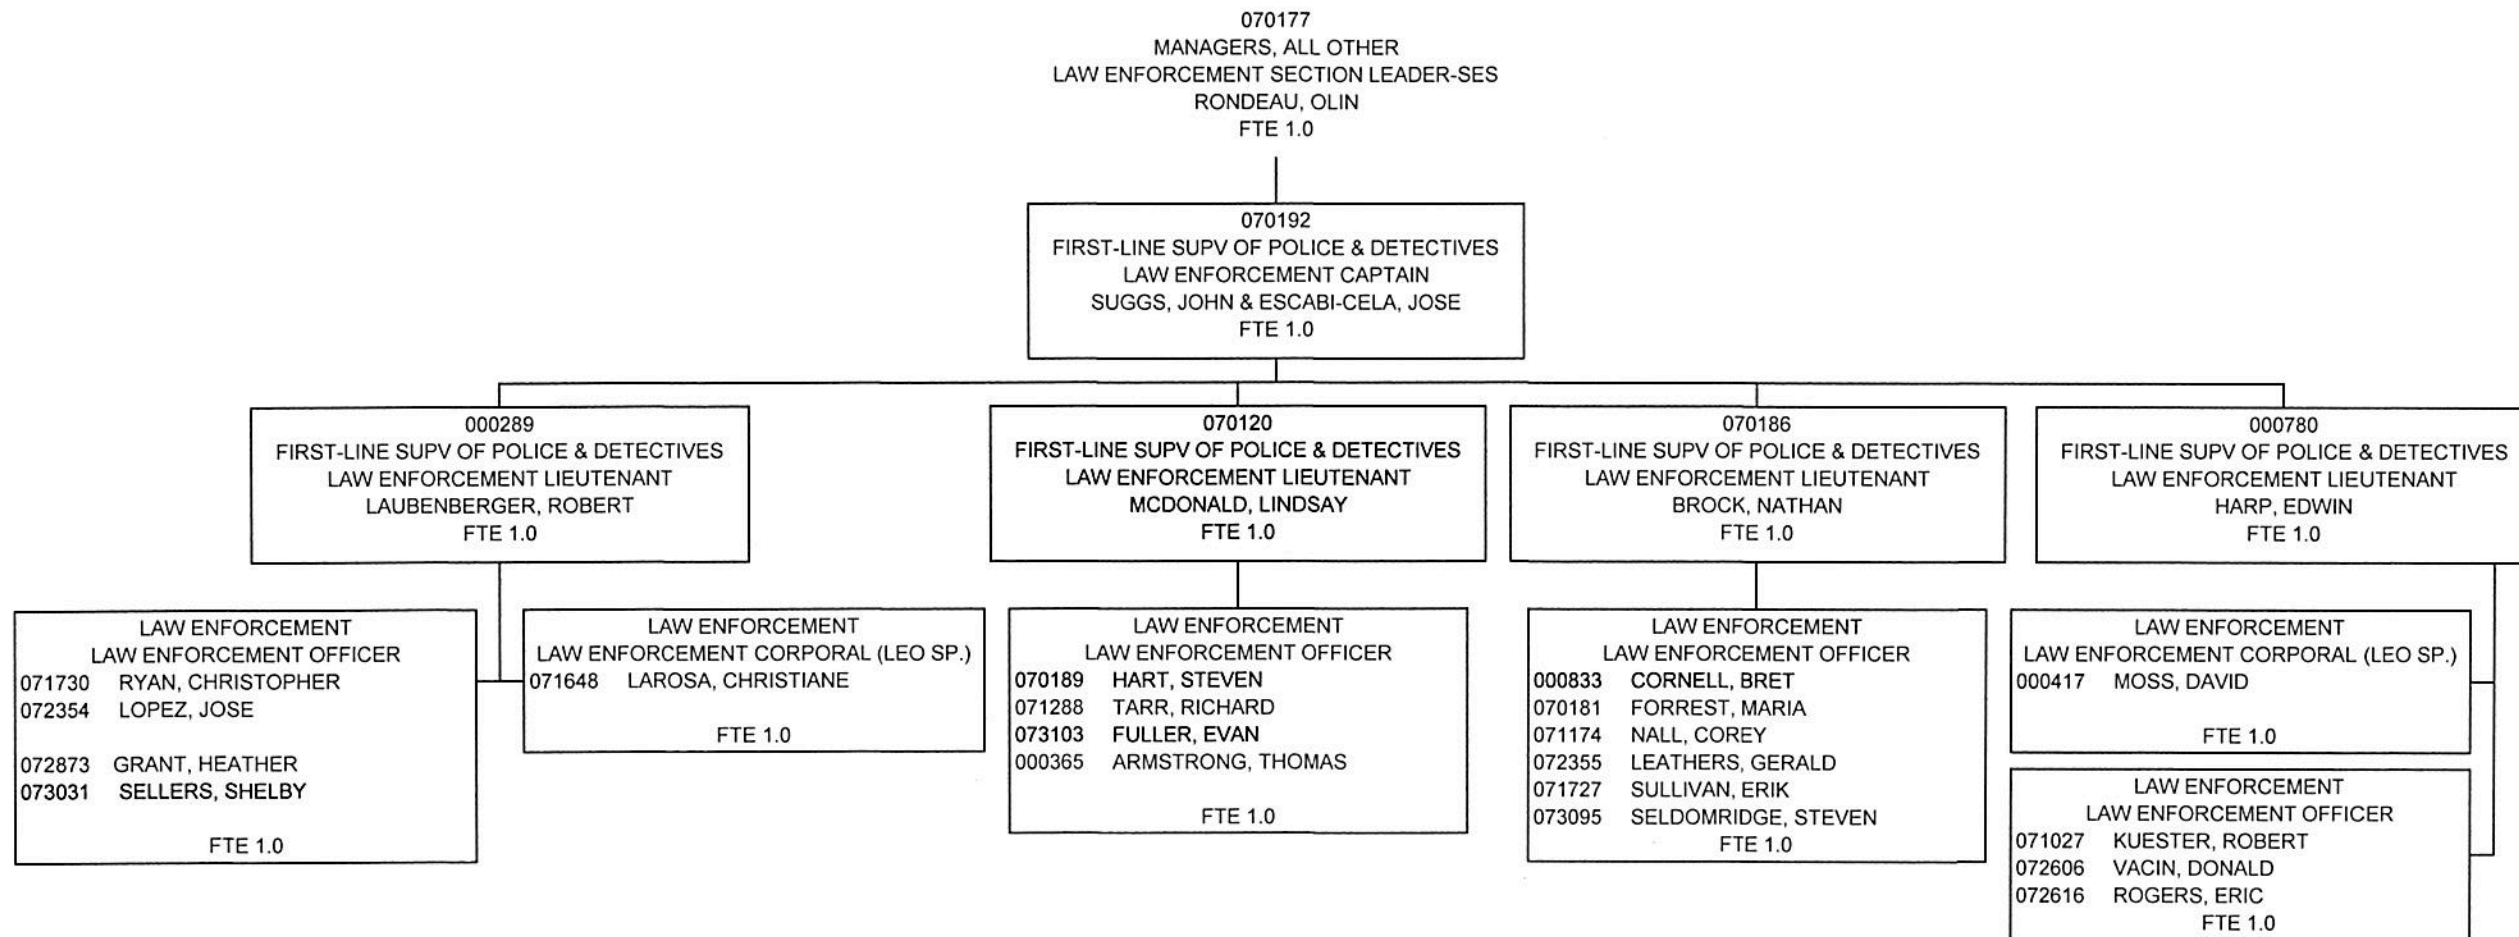 070177
MANAGERS, ALL OTHER
LAW ENFORCEMENT SECTION LEADER-SES
RONDEAU, OLIN
FTE 1.0
070192
FIRST-LINE SUPV OF POLICE & DETECTIVES
LAW ENFORCEMENT CAPTAIN
SUGGS, JOHN & ESCABI-CELA, JOSE
FTE 1.0
000289
FIRST-LINE SUPV OF POLICE & DETECTIVES
LAW ENFORCEMENT LIEUTENANT
LAUBENBERGER, ROBERT
FTE 1.0
070120
FIRST-LINE SUPV OF POLICE & DETECTIVES
LAW ENFORCEMENT LIEUTENANT
MCDONALD, LINDSAY
FTE 1.0
070186
FIRST-LINE SUPV OF POLICE & DETECTIVES
LAW ENFORCEMENT LIEUTENANT
BROCK, NATHAN
FTE 1.0
000780
FIRST-LINE SUPV OF POLICE & DETECTIVES
LAW ENFORCEMENT LIEUTENANT
HARP, EDWIN
FTE 1.0
LAW ENFORCEMENT
LAW ENFORCEMENT OFFICER
071730 RYAN, CHRISTOPHER
072354 LOPEZ, JOSE
072873 GRANT, HEATHER
073031 SELLERS, SHELBY
FTE 1.0
LAW ENFORCEMENT
LAW ENFORCEMENT CORPORAL (LEO SP.)
071648 LAROSA, CHRISTIANE
FTE 1.0
LAW ENFORCEMENT
LAW ENFORCEMENT OFFICER
070189 HART, STEVEN
071288 TARR, RICHARD
073103 FULLER, EVAN
000365 ARMSTRONG, THOMAS
FTE 1.0
LAW ENFORCEMENT
LAW ENFORCEMENT OFFICER
000833 CORNELL, BRET
070181 FORREST, MARIA
071174 NALL, COREY
072355 LEATHERS, GERALD
071727 SULLIVAN, ERIK
073095 SELDOMRIDGE, STEVEN
FTE 1.0
LAW ENFORCEMENT
LAW ENFORCEMENT CORPORAL (LEO SP.)
000417 MOSS, DAVID
FTE 1.0
LAW ENFORCEMENT
LAW ENFORCEMENT OFFICER
071027 KUESTER, ROBERT
072606 VACIN, DONALD
072616 ROGERS, ERIC
FTE 1.0